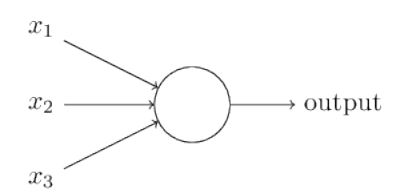 x₁
x₂ output
x₃